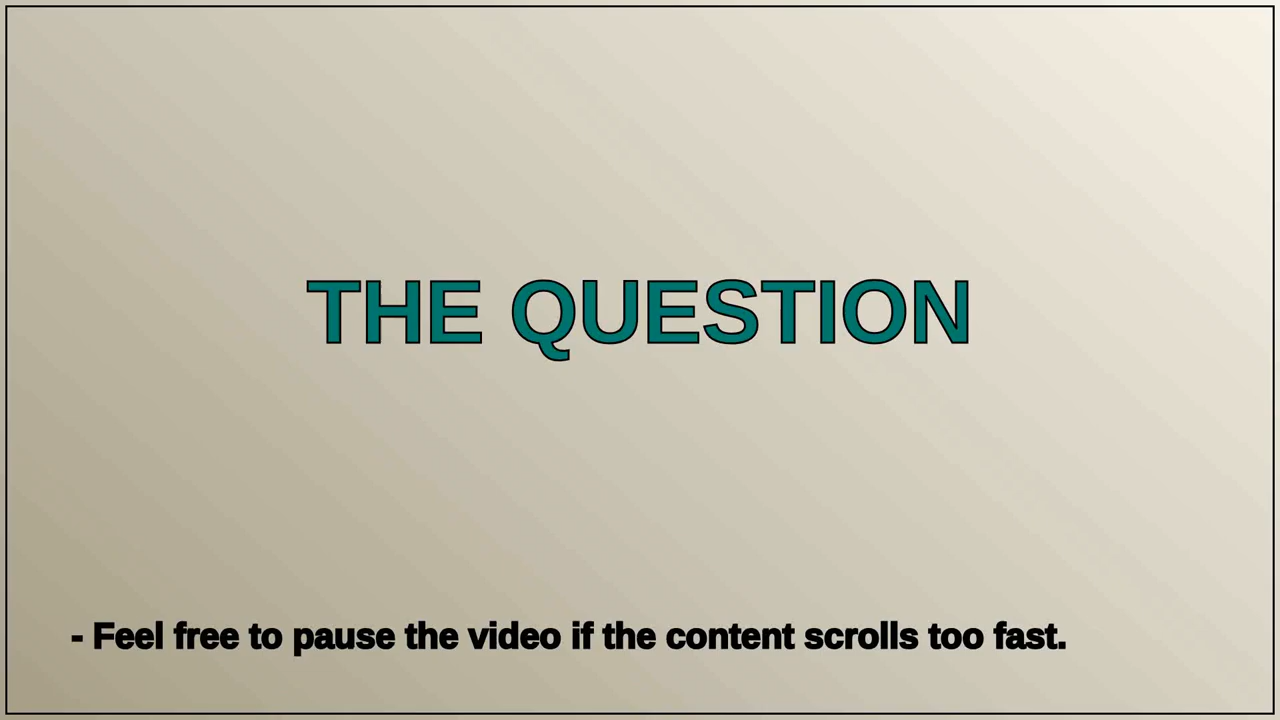 THE QUESTION
- Feel free to pause the video if the content scrolls too fast.